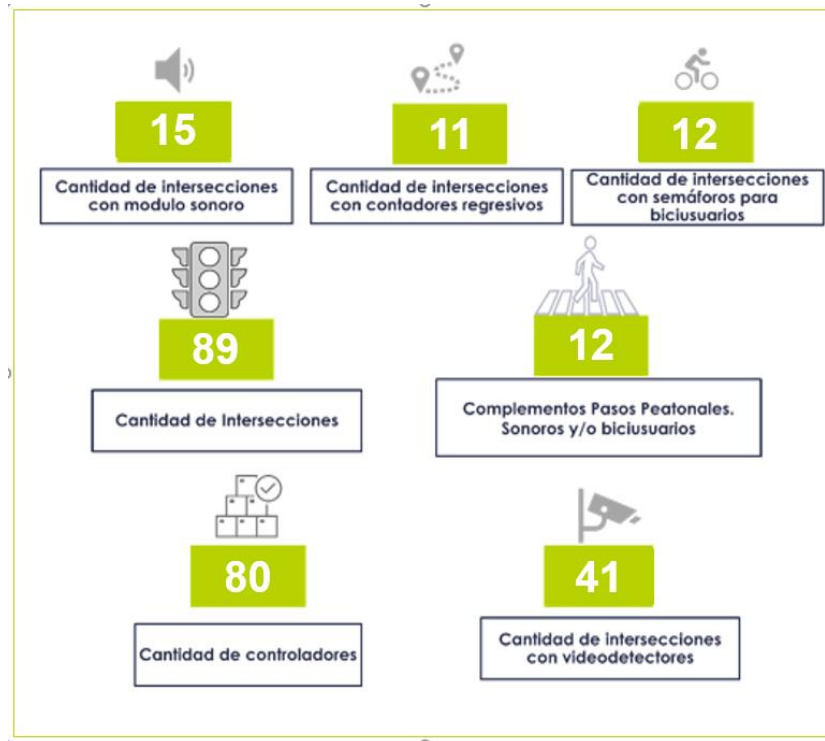 15
Cantidad de intersecciones
con modulo sonoro
11
Cantidad de intersecciones
con contadores regresivos
12
Cantidad de intersecciones
con semáforos para
biciusuarios
89
Cantidad de Intersecciones
12
Complementos Pasos Peatonales.
Sonoros y/o biciusuarios
80
Cantidad de controladores
41
Cantidad de intersecciones
con videodetectores